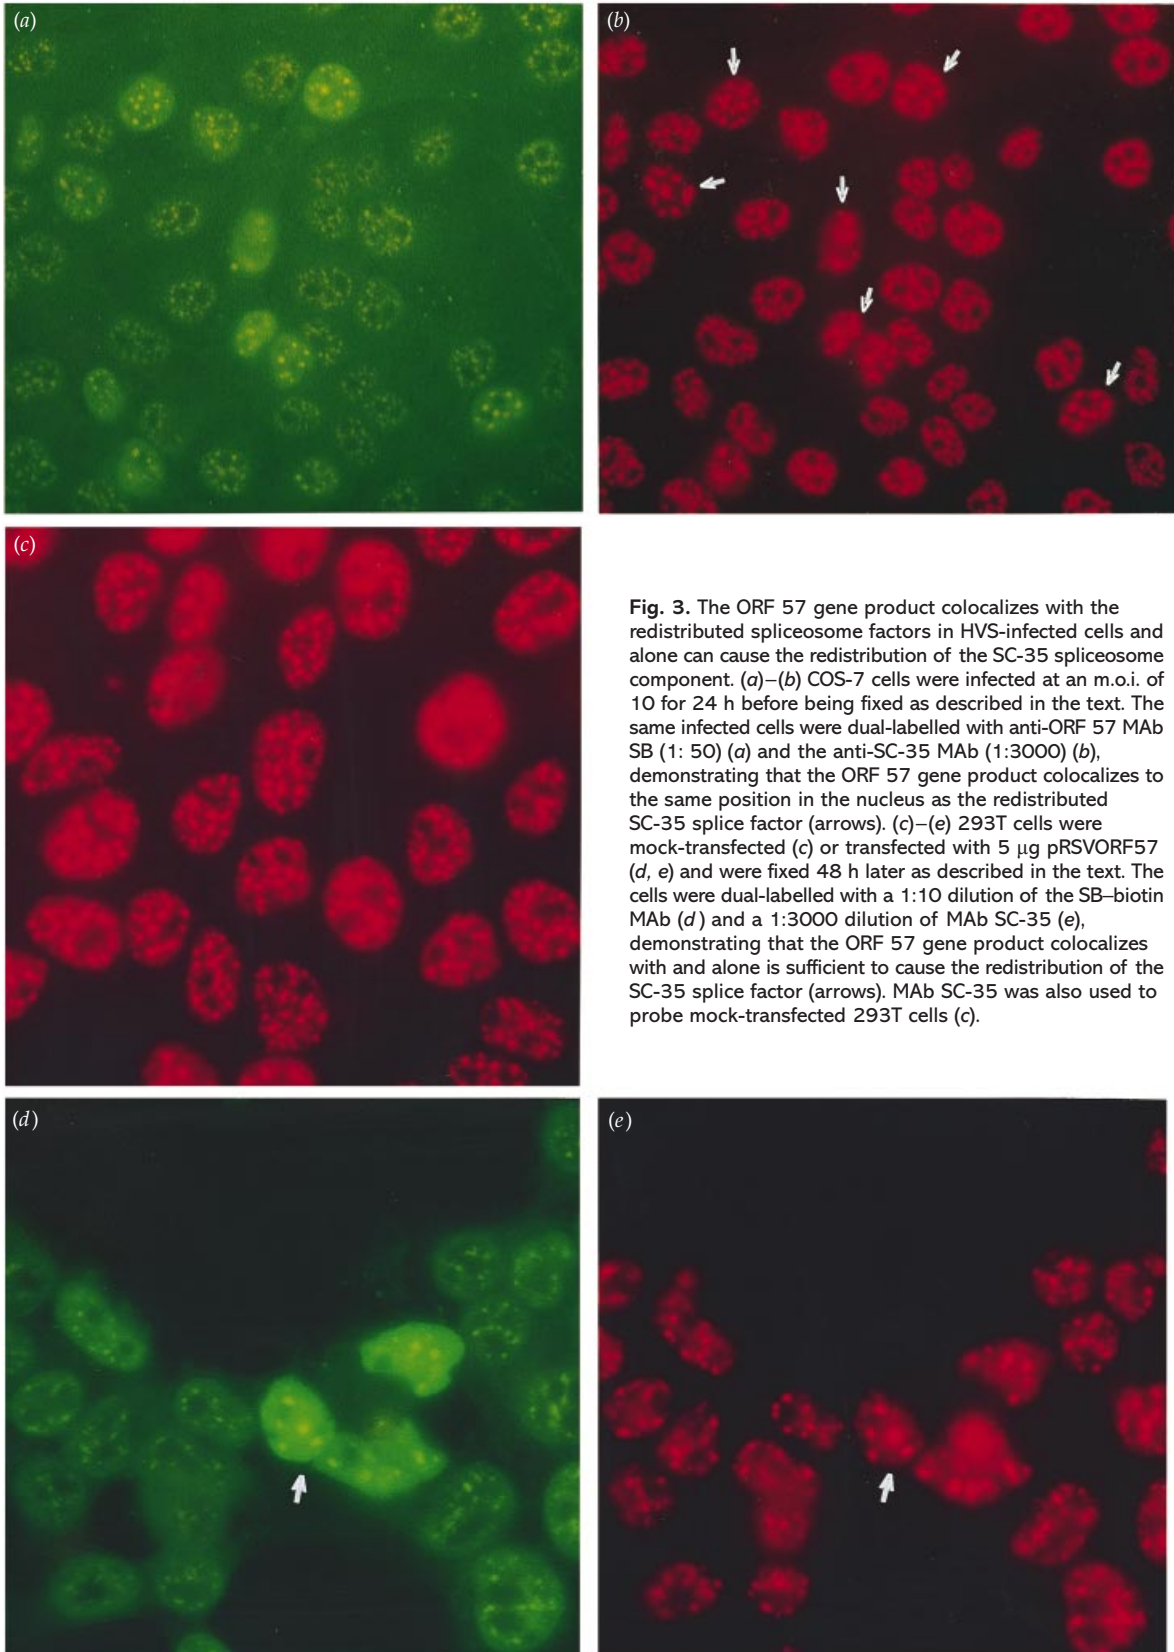 (a)
(b)
(c)
Fig. 3. The ORF 57 gene product colocalizes with the
redistributed spliceosome factors in HVS-infected cells and
alone can cause the redistribution of the SC-35 spliceosome
component. (a)–(b) COS-7 cells were infected at an m.o.i. of
10 for 24 h before being fixed as described in the text. The
same infected cells were dual-labelled with anti-ORF 57 MAb
SB (1: 50) (a) and the anti-SC-35 MAb (1:3000) (b),
demonstrating that the ORF 57 gene product colocalizes to
the same position in the nucleus as the redistributed
SC-35 splice factor (arrows). (c)–(e) 293T cells were
mock-transfected (c) or transfected with 5 µg pRSVORF57
(d, e) and were fixed 48 h later as described in the text. The
cells were dual-labelled with a 1:10 dilution of the SB–biotin
MAb (d ) and a 1:3000 dilution of MAb SC-35 (e),
demonstrating that the ORF 57 gene product colocalizes
with and alone is sufficient to cause the redistribution of the
SC-35 splice factor (arrows). MAb SC-35 was also used to
probe mock-transfected 293T cells (c).
(d)
(e)